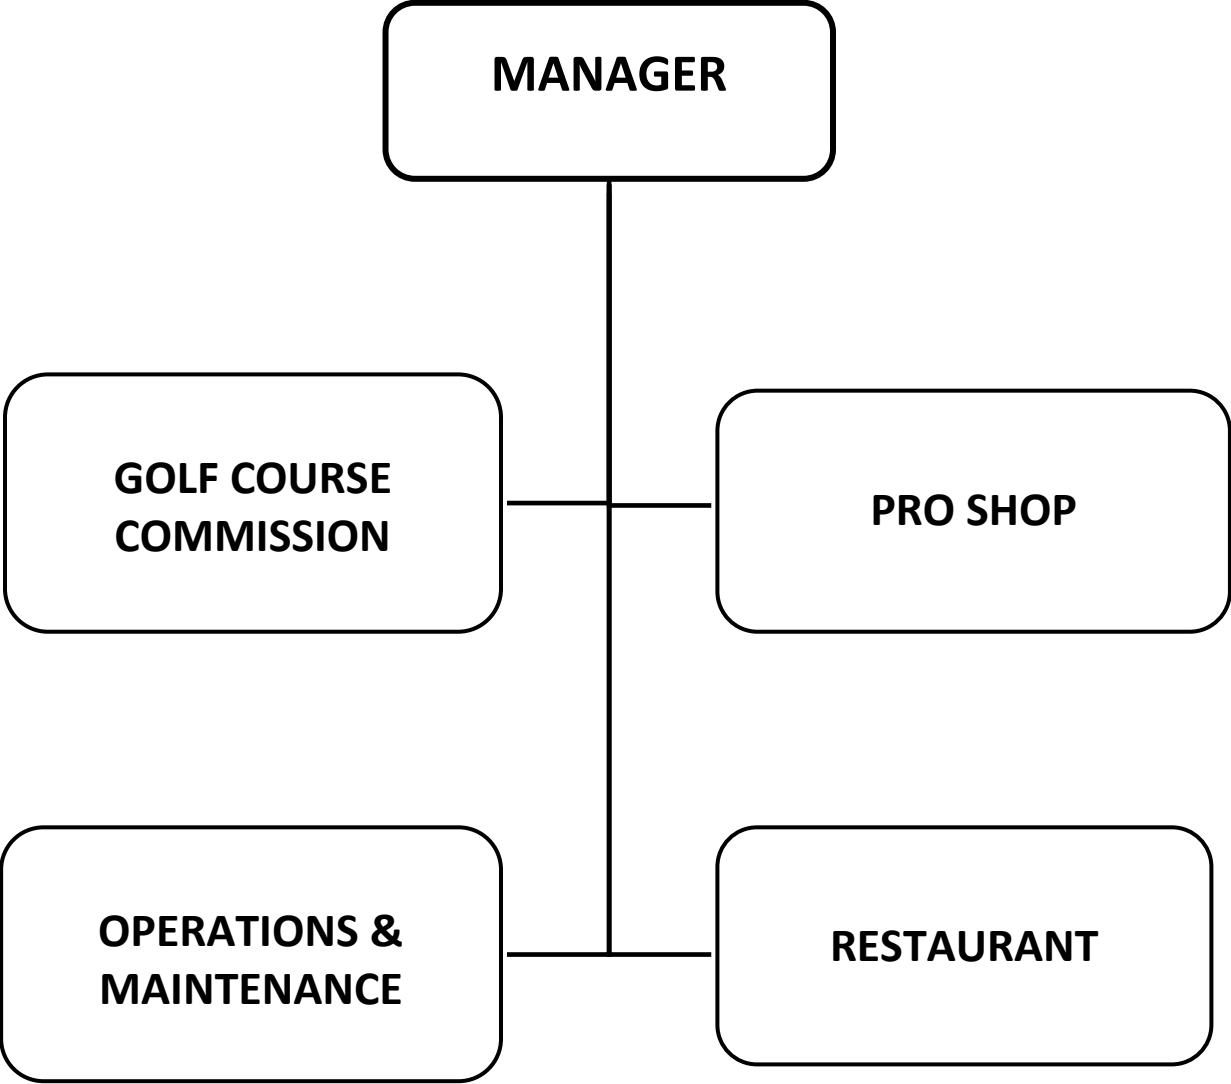 MANAGER
GOLF COURSE
COMMISSION
PRO SHOP
OPERATIONS &
MAINTENANCE
RESTAURANT